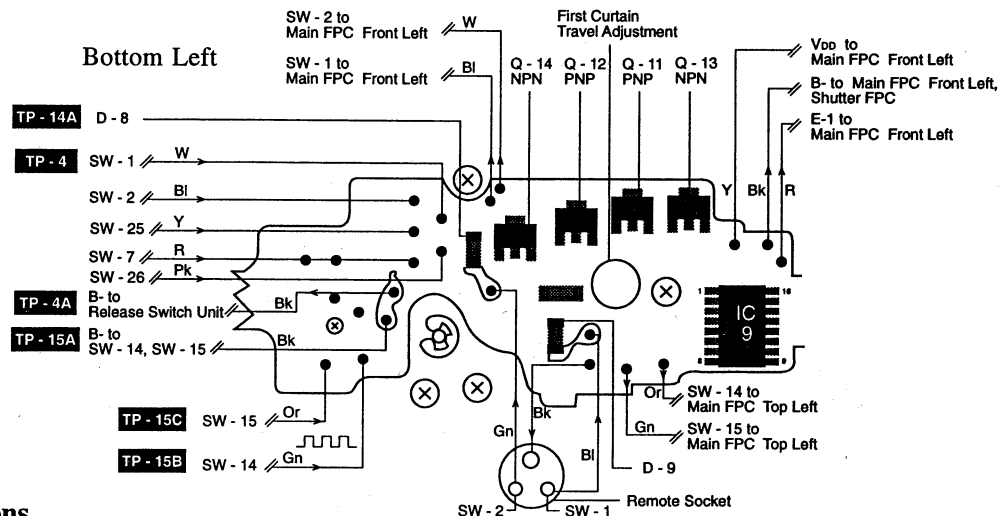 SW - 2 to
Main FPC Front Left
W
First Curtain
Travel Adjustment
Bottom Left
SW - 1 to
Main FPC Front Left
Bl
Q - 14
NPN
Q - 12
PNP
Q - 11
PNP
Q - 13
NPN
VDD to
Main FPC Front Left
B- to Main FPC Front Left,
Shutter FPC
E-1 to
Main FPC Front Left
TP - 14A D - 8
TP - 4 SW - 1 W
SW - 2 Bl
SW - 25 Y
SW - 7 R
SW - 26 Pk
Y Bk R
TP - 4A B- to
Release Switch Unit
Bk
TP - 15A B- to
SW - 14, SW - 15
Bk
1 16
IC
9
8 9
TP - 15C SW - 15 Or
TP - 15B SW - 14 Gn
Or
SW - 14 to
Main FPC Top Left
Gn
SW - 15 to
Main FPC Top Left
Gn
Bk
Bl
D - 9
Remote Socket
SW - 2
SW - 1